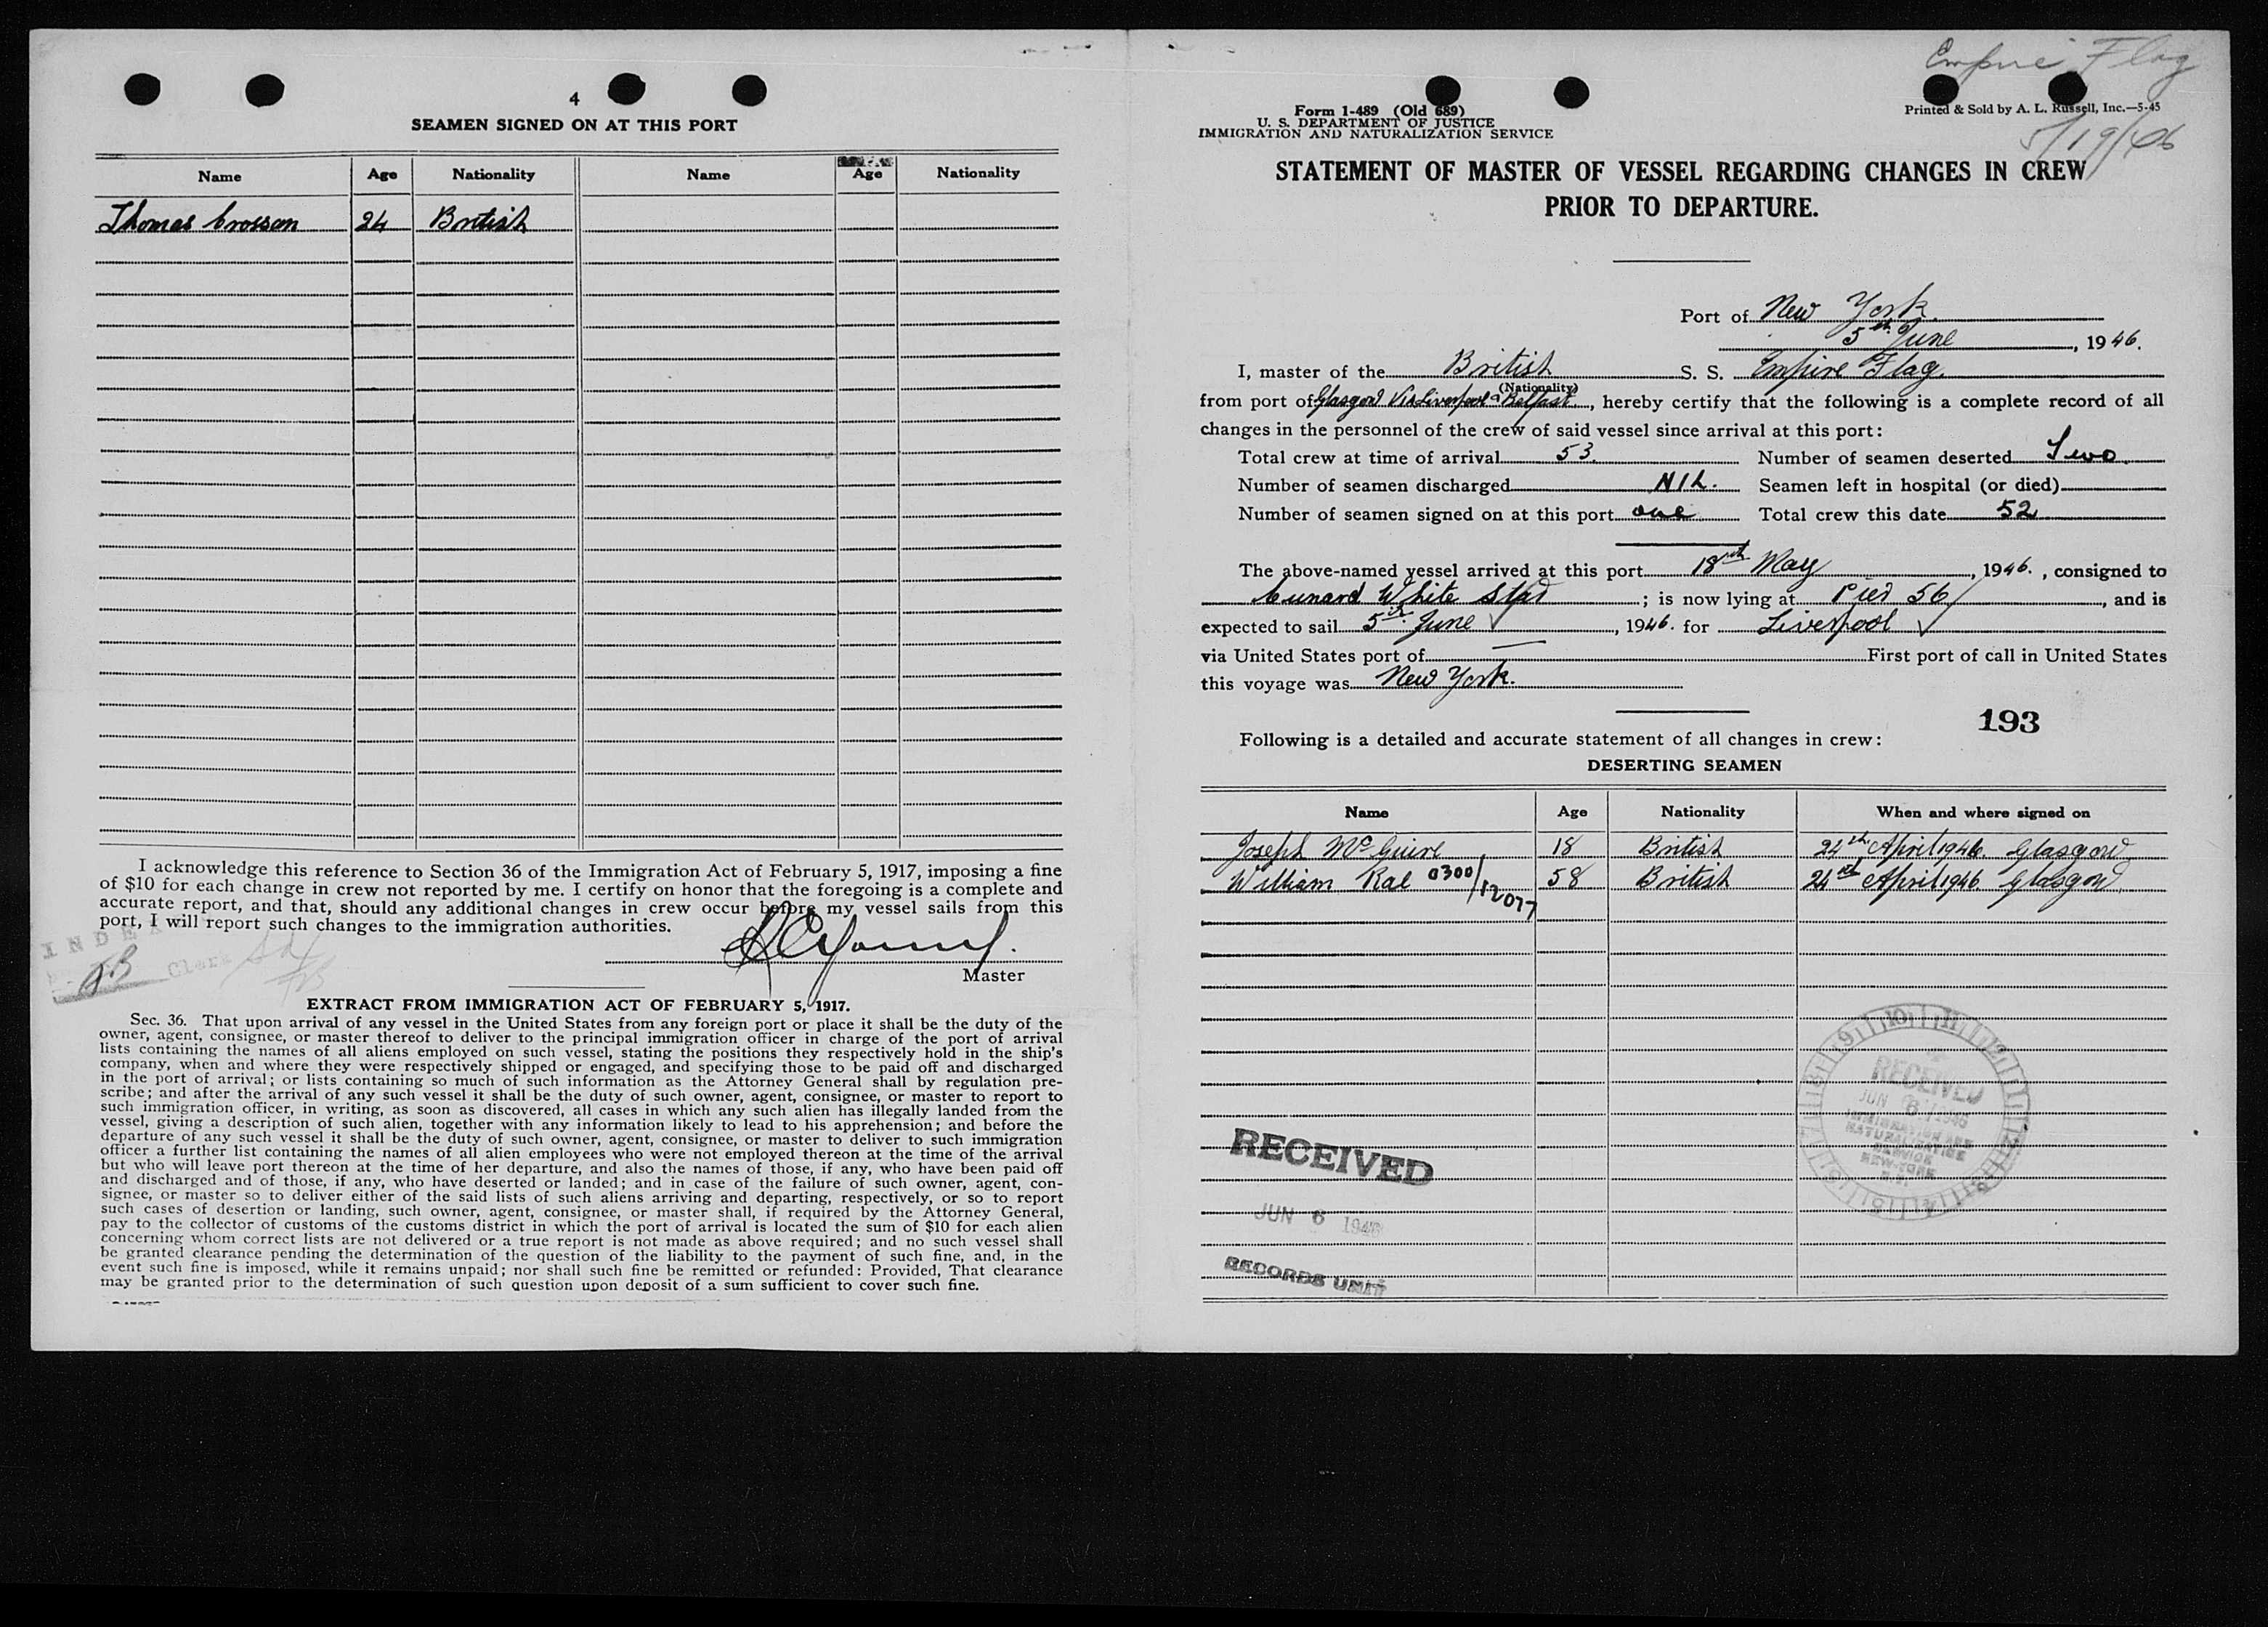 4
SEAMEN SIGNED ON AT THIS PORT
Name Age Nationality Name Age Nationality
Thomas Crossan 24 British
I acknowledge this reference to Section 36 of the Immigration Act of February 5, 1917, imposing a fine
of $10 for each change in crew not reported by me. I certify on honor that the foregoing is a complete and
accurate report, and that, should any additional changes in crew occur before my vessel sails from this
port, I will report such changes to the immigration authorities.
Master
EXTRACT FROM IMMIGRATION ACT OF FEBRUARY 5, 1917.
Sec. 36. That upon arrival of any vessel in the United States from any foreign port or place it shall be the duty of the
owner, agent, consignee, or master thereof to deliver to the principal immigration officer in charge of the port of arrival
lists containing the names of all aliens employed on such vessel, stating the positions they respectively hold in the ship's
company, when and where they were respectively shipped or engaged, and specifying those to be paid off and discharged
in the port of arrival; or lists containing so much of such information as the Attorney General shall by regulation pre-
scribe; and after the arrival of any such vessel it shall be the duty of such owner, agent, consignee, or master to report to
such immigration officer, in writing, as soon as discovered, all cases in which any such alien has illegally landed from the
vessel, giving a description of such alien, together with any information likely to lead to his apprehension; and before the
departure of any such vessel it shall be the duty of such owner, agent, consignee, or master to deliver to such immigration
officer a further list containing the names of all alien employees who were not employed thereon at the time of the arrival
but who will leave port thereon at the time of her departure, and also the names of those, if any, who have been paid off
and discharged and of those, if any, who have deserted or landed; and in case of the failure of such owner, agent, con-
signee, or master so to deliver either of the said lists of such aliens arriving and departing, respectively, or so to report
such cases of desertion or landing, such owner, agent, consignee, or master shall, if required by the Attorney General,
pay to the collector of customs of the customs district in which the port of arrival is located the sum of $10 for each alien
concerning whom correct lists are not delivered or a true report is not made as above required; and no such vessel shall
be granted clearance pending the determination of the question of the liability to the payment of such fine, and, in the
event such fine is imposed, while it remains unpaid; nor shall such fine be remitted or refunded: Provided, That clearance
may be granted prior to the determination of such question upon deposit of a sum sufficient to cover such fine.
Empire Flag
Form 1-489 (Old 689)
U. S. DEPARTMENT OF JUSTICE
IMMIGRATION AND NATURALIZATION SERVICE
Printed & Sold by A. L. Russell, Inc.—5-45
5/19/46
STATEMENT OF MASTER OF VESSEL REGARDING CHANGES IN CREW
PRIOR TO DEPARTURE.
Port of New York.
5th June, 1946.
I, master of the British S. S. Empire Flag.
(Nationality)
from port of Glasgow Via Liverpool & Belfast, hereby certify that the following is a complete record of all
changes in the personnel of the crew of said vessel since arrival at this port:
Total crew at time of arrival 53. Number of seamen deserted Two.
Number of seamen discharged NIL. Seamen left in hospital (or died)
Number of seamen signed on at this port one Total crew this date 52
The above-named vessel arrived at this port 18th May, 1946., consigned to
Cunard White Star; is now lying at Pier 56, and is
expected to sail 5th June, 1946. for Liverpool
via United States port of — First port of call in United States
this voyage was New York.
193
Following is a detailed and accurate statement of all changes in crew:
DESERTING SEAMEN
Name Age Nationality When and where signed on
Joseph McGuire 18 British 24th April 1946. Glasgow
William Rae 0300/12077 58 British 24th April 1946 Glasgow.
RECEIVED
JUN 6 1946
IMMIGRATION AND
NATURALIZATION
SERVICE
NEW YORK
N.Y.
RECEIVED
JUN 6 1946
RECORDS UNIT